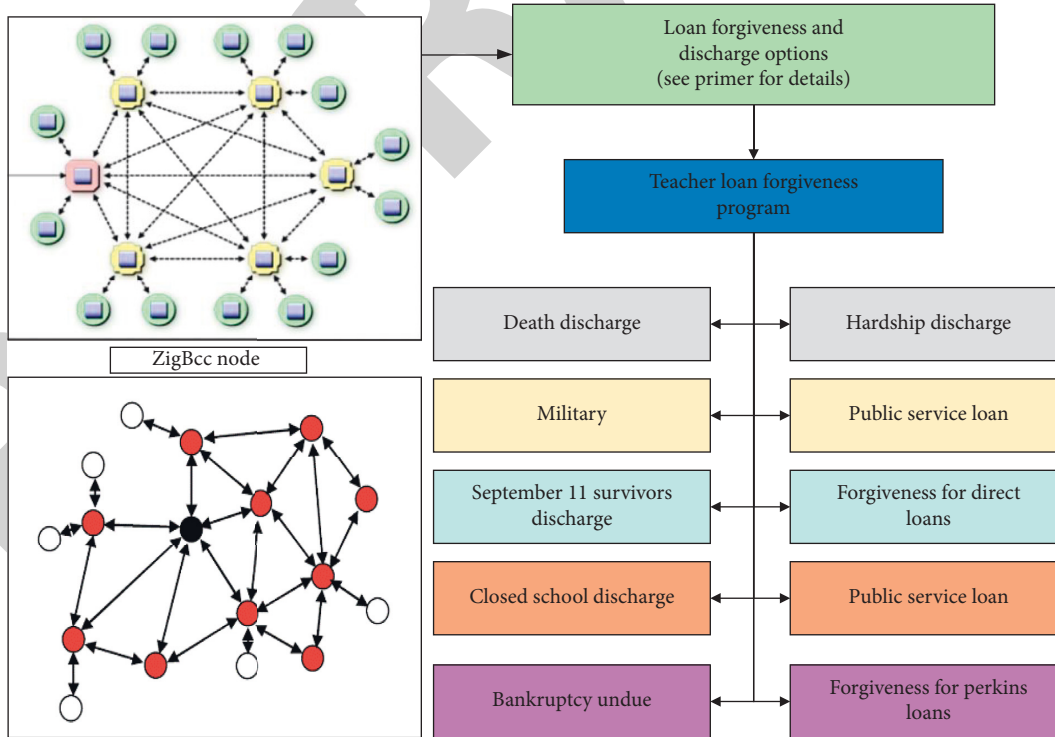 Loan forgiveness and
discharge options
(see primer for details)
Teacher loan forgiveness
program
ZigBcc node
Death discharge
Hardship discharge
Military
Public service loan
September 11 survivors
discharge
Forgiveness for direct
loans
Closed school discharge
Public service loan
Bankruptcy undue
Forgiveness for perkins
loans